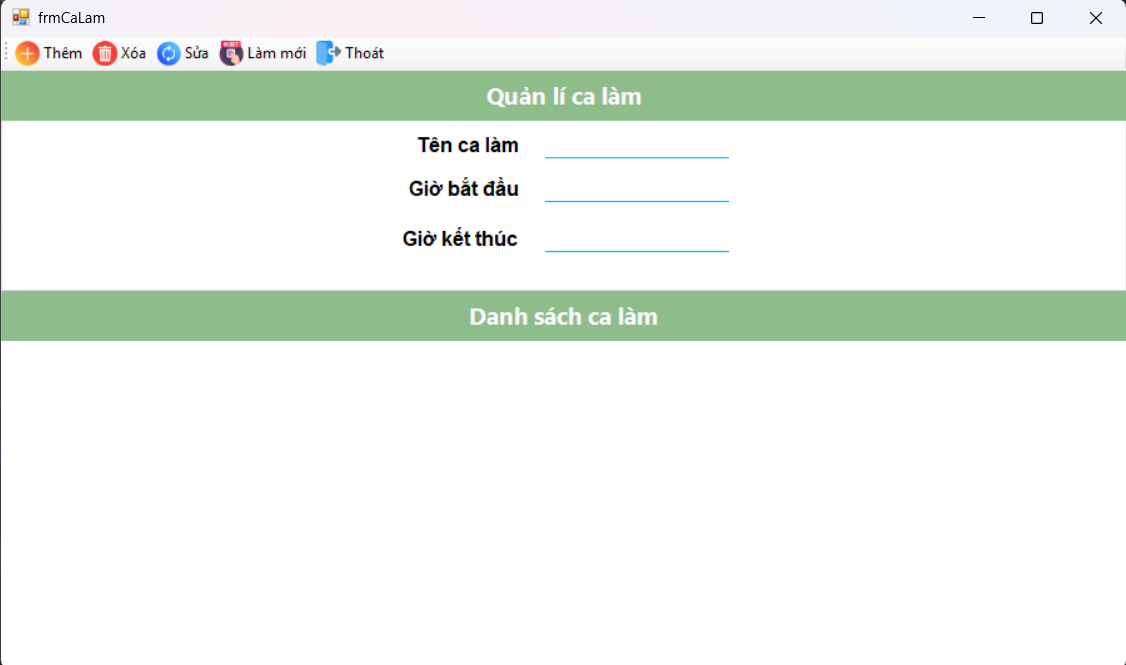 frmCaLam
Thêm Xóa Sửa Làm mới Thoát
Quản lí ca làm
Tên ca làm
Giờ bắt đầu
Giờ kết thúc
Danh sách ca làm